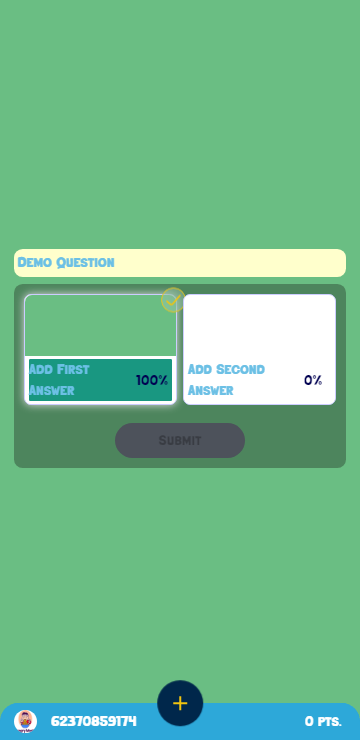 Demo Question
Add First
Answer
100%
Add Second
Answer
0%
Submit
62370859174
0 pts.